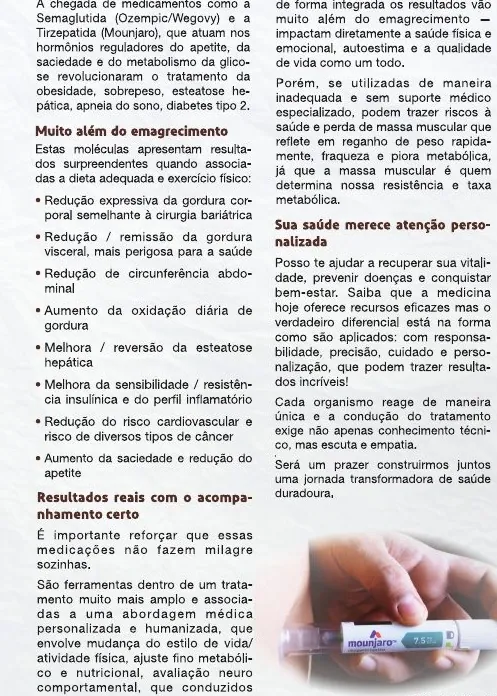 A chegada de medicamentos como a
Semaglutida (Ozempic/Wegovy) e a
Tirzepatida (Mounjaro), que atuam nos
hormônios reguladores do apetite, da
saciedade e do metabolismo da glico-
se revolucionaram o tratamento da
obesidade, sobrepeso, esteatose he-
pática, apneia do sono, diabetes tipo 2.
Muito além do emagrecimento
Estas moléculas apresentam resulta-
dos surpreendentes quando associa-
das a dieta adequada e exercício físico:
• Redução expressiva da gordura cor-
poral semelhante à cirurgia bariátrica
• Redução / remissão da gordura
visceral, mais perigosa para a saúde
• Redução de circunferência abdo-
minal
• Aumento da oxidação diária de
gordura
• Melhora / reversão da esteatose
hepática
• Melhora da sensibilidade / resistên-
cia insulínica e do perfil inflamatório
• Redução do risco cardiovascular e
risco de diversos tipos de câncer
• Aumento da saciedade e redução do
apetite
Resultados reais com o acompa-
nhamento certo
É importante reforçar que essas
medicações não fazem milagre
sozinhas.
São ferramentas dentro de um trata-
mento muito mais amplo e associa-
das a uma abordagem médica
personalizada e humanizada, que
envolve mudança do estilo de vida/
atividade física, ajuste fino metabóli-
co e nutricional, avaliação neuro
comportamental, que conduzidos
de forma integrada os resultados vão
muito além do emagrecimento —
impactam diretamente a saúde física e
emocional, autoestima e a qualidade
de vida como um todo.
Porém, se utilizadas de maneira
inadequada e sem suporte médico
especializado, podem trazer riscos à
saúde e perda de massa muscular que
reflete em reganho de peso rapida-
mente, fraqueza e piora metabólica,
já que a massa muscular é quem
determina nossa resistência e taxa
metabólica.
Sua saúde merece atenção perso-
nalizada
Posso te ajudar a recuperar sua vitali-
dade, prevenir doenças e conquistar
bem-estar. Saiba que a medicina
hoje oferece recursos eficazes mas o
verdadeiro diferencial está na forma
como são aplicados: com responsa-
bilidade, precisão, cuidado e perso-
nalização, que podem trazer resulta-
dos incríveis!
Cada organismo reage de maneira
única e a condução do tratamento
exige não apenas conhecimento técni-
co, mas escuta e empatia.
Será um prazer construirmos juntos
uma jornada transformadora de saúde
duradoura,
mounjaro
7.5